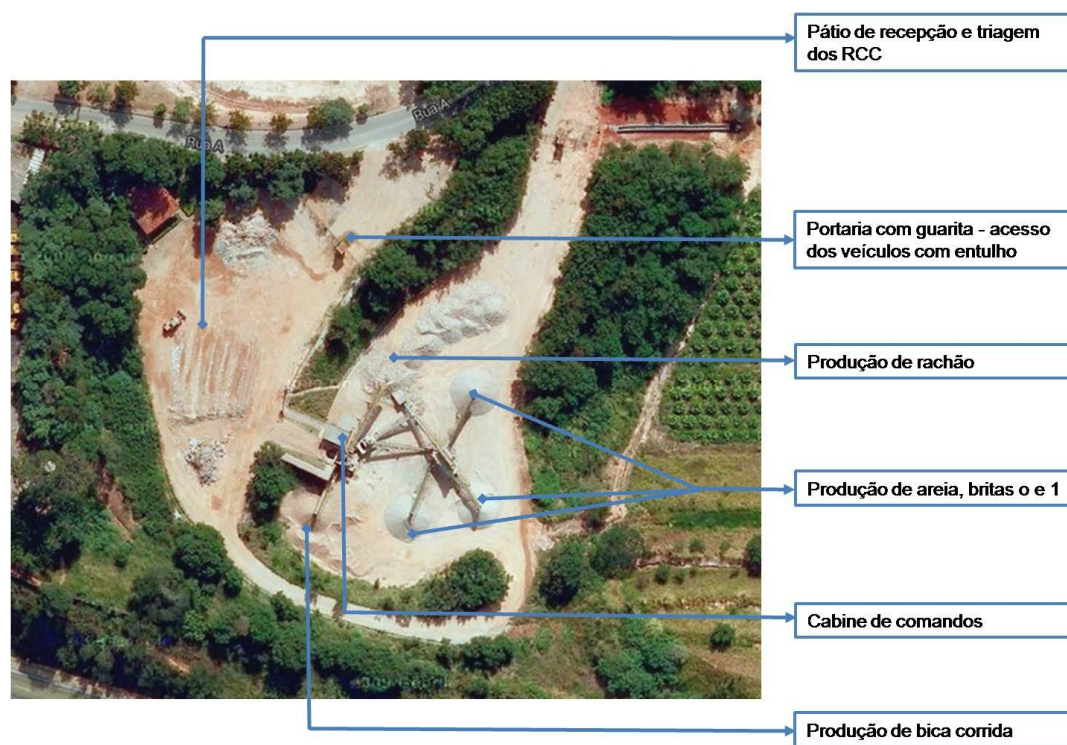 Pátio de recepção e triagem
dos RCC
Rua A
Rua A
Portaria com guarita - acesso
dos veículos com entulho
Produção de rachão
Produção de areia, britas o e 1
Cabine de comandos
Produção de bica corrida